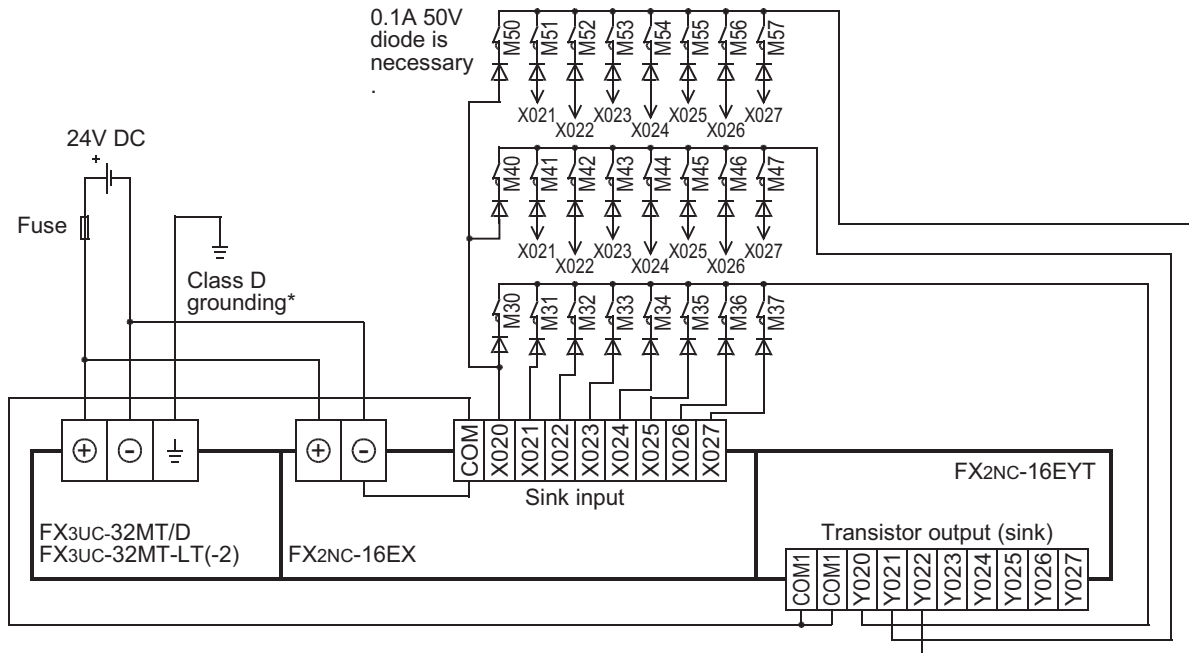 0.1A 50V
diode is
necessary
.
M50 M51 M52 M53 M54 M55 M56 M57
X021 X023 X025 X027
X022 X024 X026
24V DC
+
M40 M41 M42 M43 M44 M45 M46 M47
Fuse
X021 X023 X025 X027
X022 X024 X026
Class D
grounding*
M30 M31 M32 M33 M34 M35 M36 M37
+ - + - COM X020 X021 X022 X023 X024 X025 X026 X027
Sink input
FX2NC-16EYT
FX3UC-32MT/D
FX3UC-32MT-LT(-2)
FX2NC-16EX
Transistor output (sink)
COM1 COM1 Y020 Y021 Y022 Y023 Y024 Y025 Y026 Y027